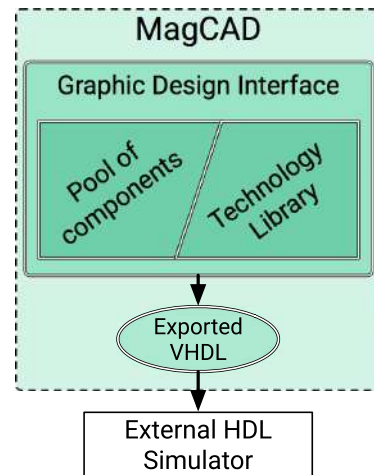 MagCAD
Graphic Design Interface
Pool of
components
Technology
Library
Exported
VHDL
External HDL
Simulator